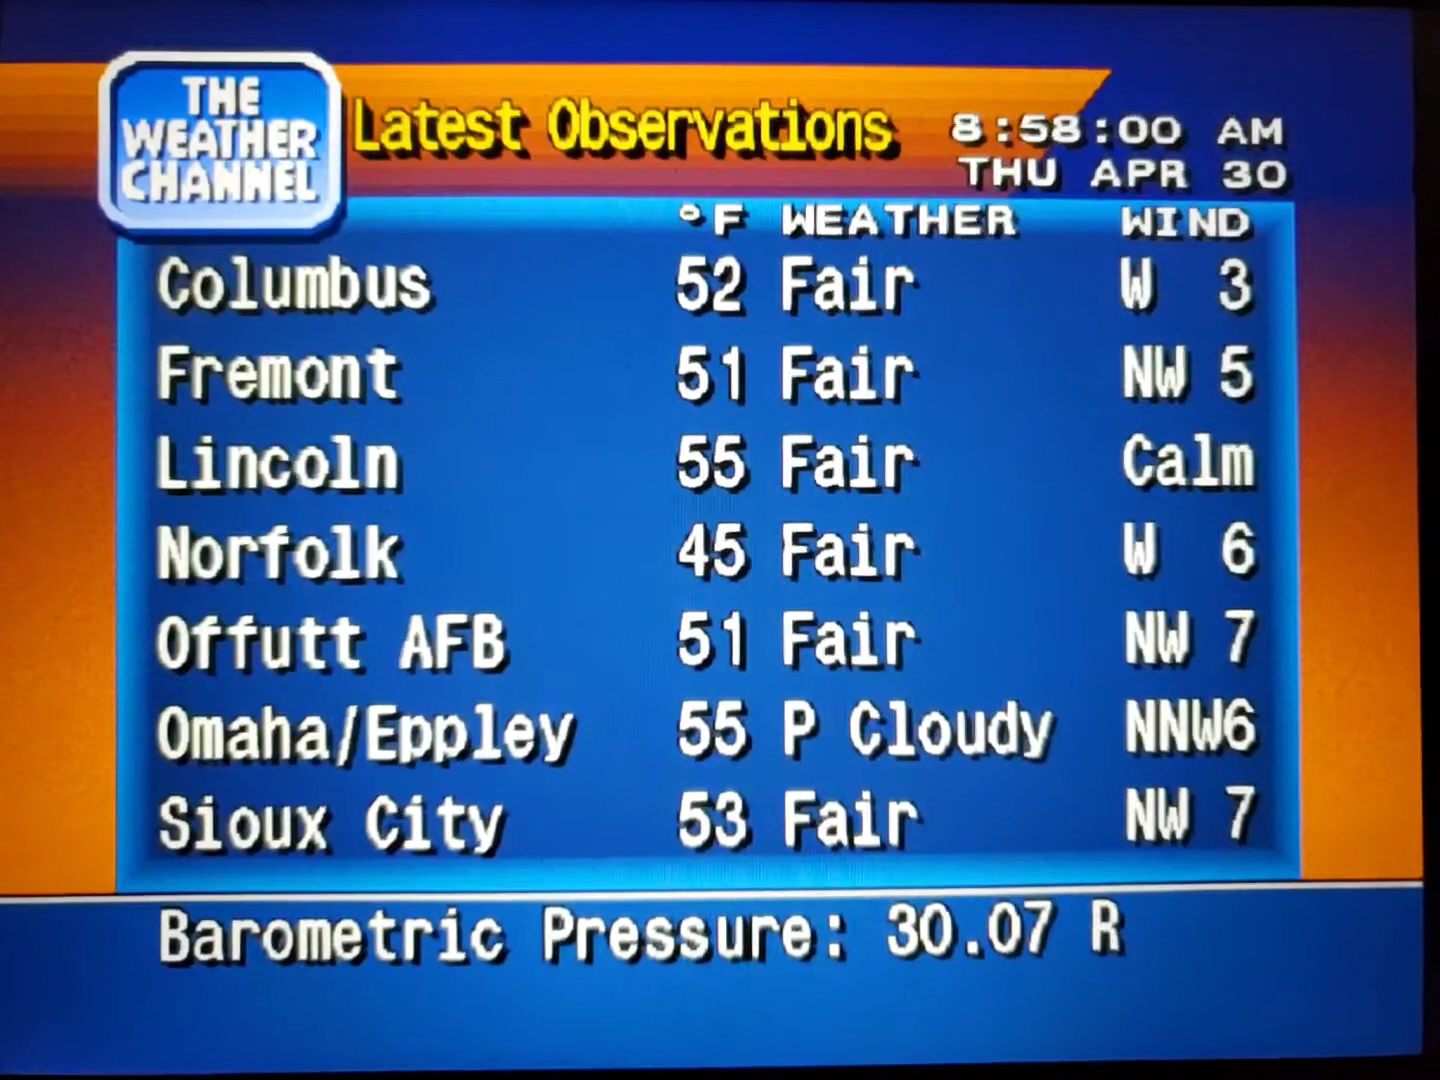 THE
WEATHER
CHANNEL
Latest Observations
8:58:00 AM
THU APR 30
°F WEATHER WIND
Columbus 52 Fair W 3
Fremont 51 Fair NW 5
Lincoln 55 Fair Calm
Norfolk 45 Fair W 6
Offutt AFB 51 Fair NW 7
Omaha/Eppley 55 P Cloudy NNW6
Sioux City 53 Fair NW 7
Barometric Pressure: 30.07 R